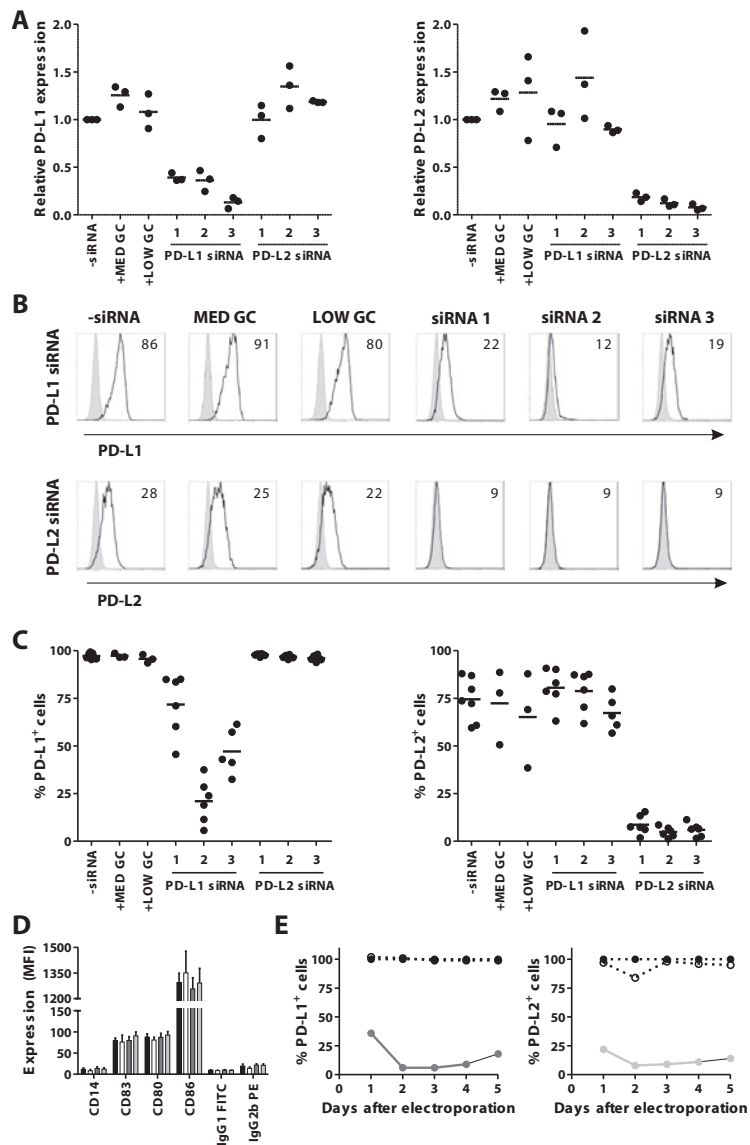 A
Relative PD-L1 expression
2.0
1.5
1.0
0.5
0.0
-siRNA
+MED GC
+LOW GC
1 2 3 1 2 3
PD-L1 siRNA PD-L2 siRNA
Relative PD-L2 expression
2.0
1.5
1.0
0.5
0.0
-siRNA
+MED GC
+LOW GC
1 2 3 1 2 3
PD-L1 siRNA PD-L2 siRNA
B
-siRNA MED GC LOW GC siRNA 1 siRNA 2 siRNA 3
PD-L1 siRNA
86 91 80 22 12 19
PD-L1
PD-L2 siRNA
28 25 22 9 9 9
PD-L2
C
% PD-L1+ cells
100
75
50
25
0
-siRNA
+MED GC
+LOW GC
1 2 3 1 2 3
PD-L1 siRNA PD-L2 siRNA
% PD-L2+ cells
100
75
50
25
0
-siRNA
+MED GC
+LOW GC
1 2 3 1 2 3
PD-L1 siRNA PD-L2 siRNA
D
Expression (MFI)
1500
1300
150
100
50
0
CD14
CD83
CD80
CD86
IgG1 FITC
IgG2b PE
E
% PD-L1+ cells
100
75
50
25
0
0 1 2 3 4 5
Days after electroporation
% PD-L2+ cells
100
75
50
25
0
0 1 2 3 4 5
Days after electroporation